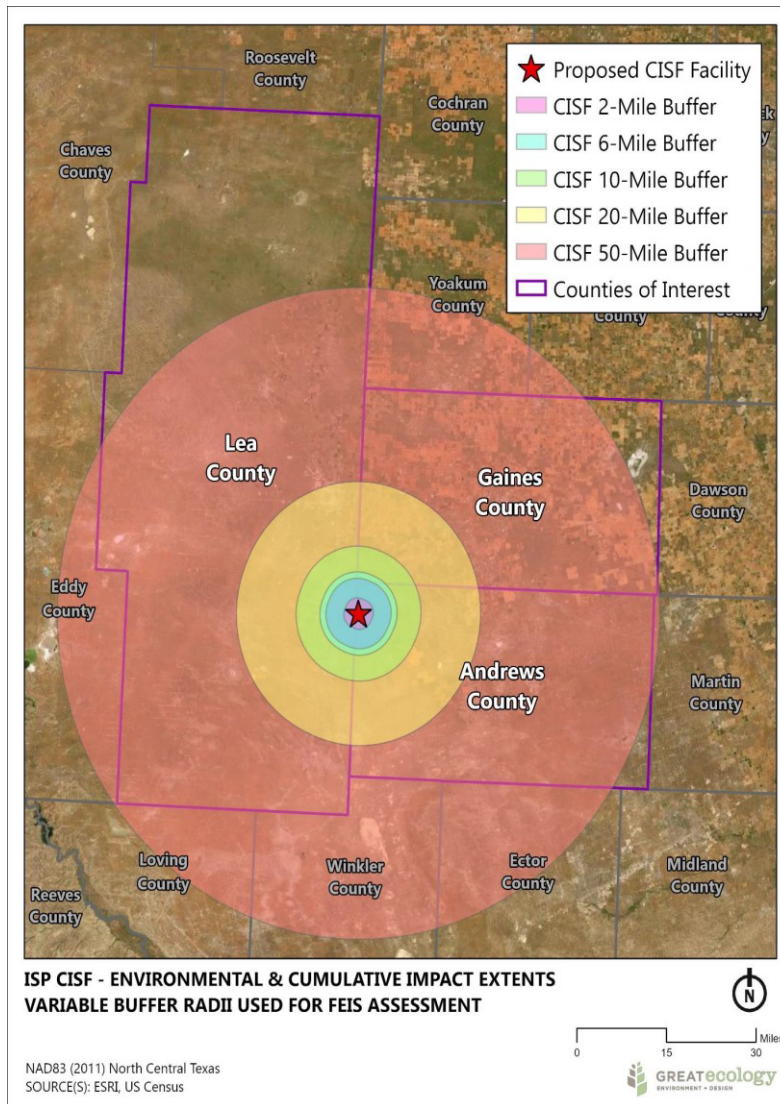 Roosevelt
County
Cochran
County
Chaves
County
Proposed CISF Facility
CISF 2-Mile Buffer
CISF 6-Mile Buffer
CISF 10-Mile Buffer
CISF 20-Mile Buffer
CISF 50-Mile Buffer
Counties of Interest
Yoakum
County
County
Lea
County
Gaines
County
Dawson
County
Eddy
County
Andrews
County
Martin
County
Loving
County
Winkler
County
Ector
County
Midland
County
Reeves
County
ISP CISF - ENVIRONMENTAL & CUMULATIVE IMPACT EXTENTS
VARIABLE BUFFER RADII USED FOR FEIS ASSESSMENT
N
Miles
0 15 30
NAD83 (2011) North Central Texas
SOURCE(S): ESRI, US Census
GREATecology
ENVIRONMENT + DESIGN